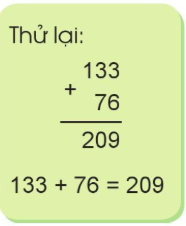 Thử lại:
133
+
76
209
133 + 76 = 209